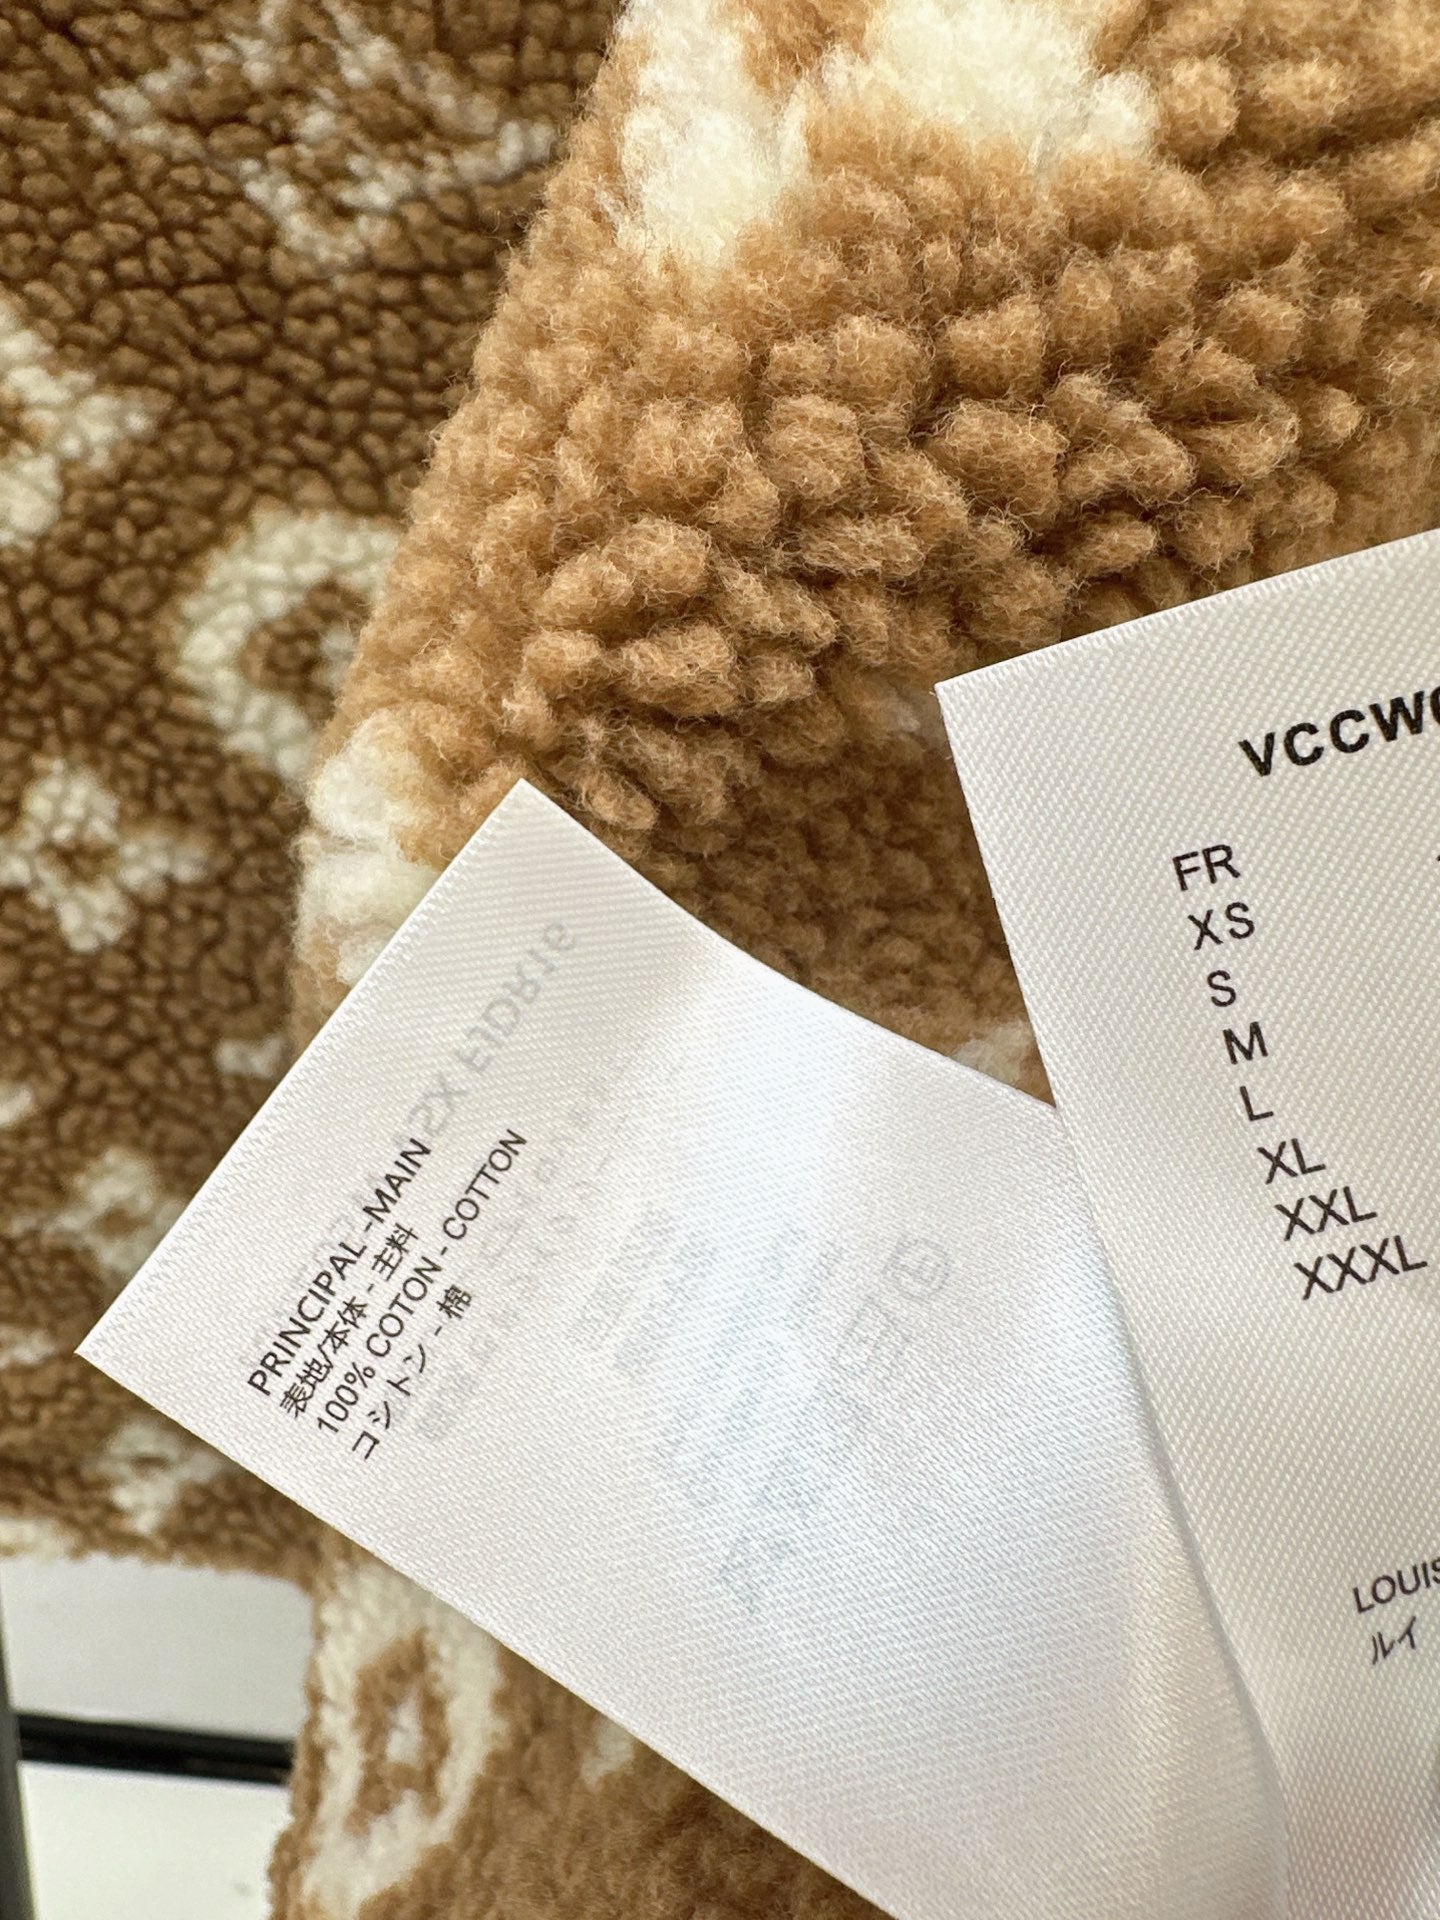 VCCW
FR
XS
S
M
L
XL
XXL
XXXL
LOUIS
ルイ
PRINCIPAL-MAIN
表地/本体 - 主料
100% COTON - COTTON
コットン - 棉